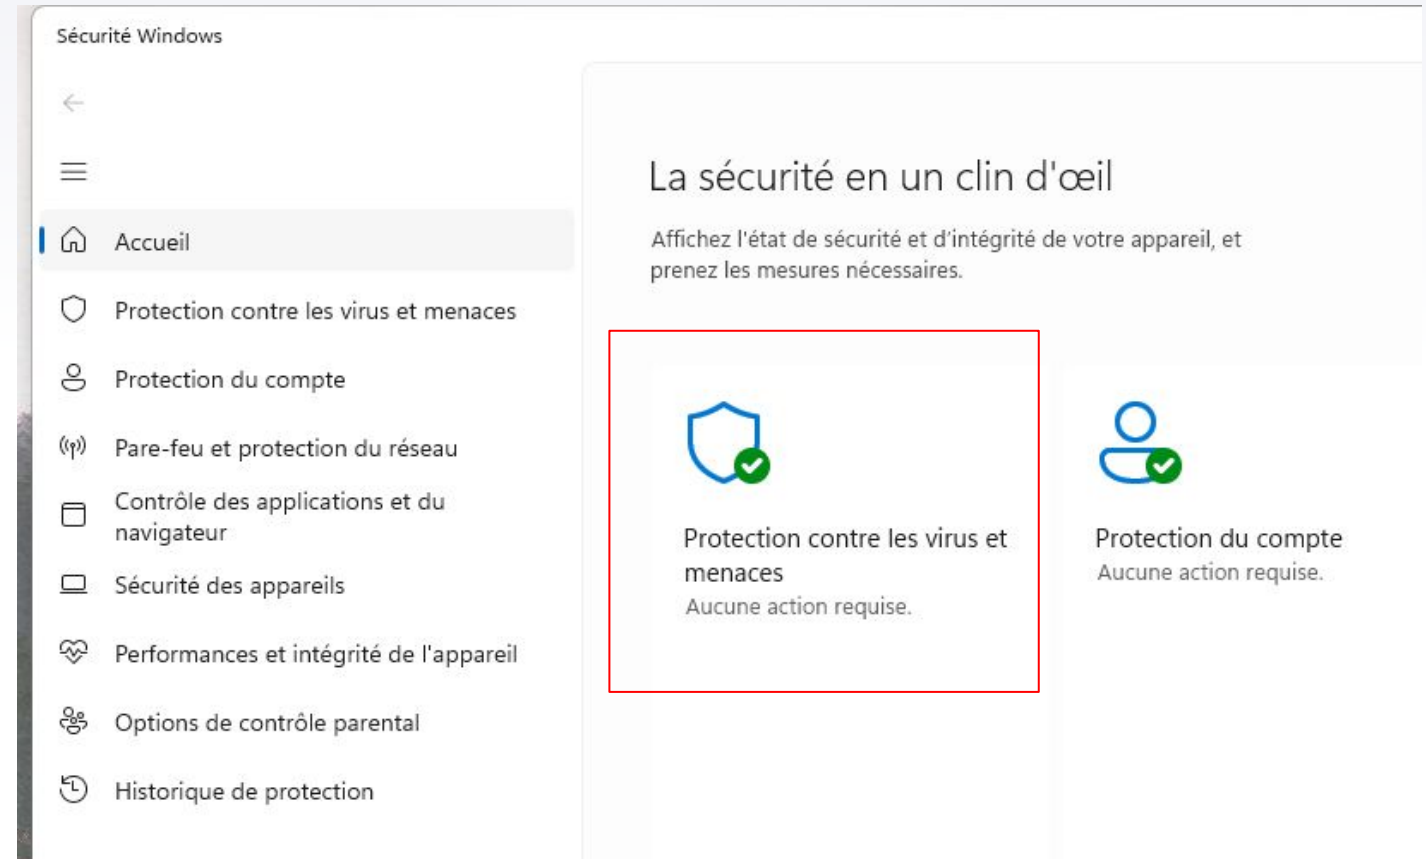 Sécurité Windows
Accueil
Protection contre les virus et menaces
Protection du compte
Pare-feu et protection du réseau
Contrôle des applications et du
navigateur
Sécurité des appareils
Performances et intégrité de l'appareil
Options de contrôle parental
Historique de protection
La sécurité en un clin d'œil
Affichez l'état de sécurité et d’intégrité de votre appareil, et
prenez les mesures nécessaires.
Protection contre les virus et
menaces
Aucune action requise.
Protection du compte
Aucune action requise.